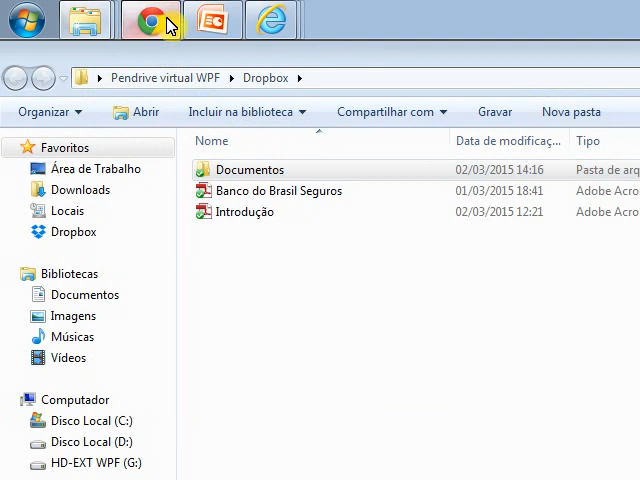 Pendrive virtual WPF Dropbox
Organizar Abrir Incluir na biblioteca Compartilhar com Gravar Nova pasta
Nome Data de modificaç... Tipo
Favoritos
Área de Trabalho
Downloads
Locais
Dropbox
Bibliotecas
Documentos
Imagens
Músicas
Vídeos
Computador
Disco Local (C:)
Disco Local (D:)
HD-EXT WPF (G:)
Documentos 02/03/2015 14:16 Pasta de arq
Banco do Brasil Seguros 01/03/2015 18:41 Adobe Acro
Introdução 02/03/2015 12:21 Adobe Acro